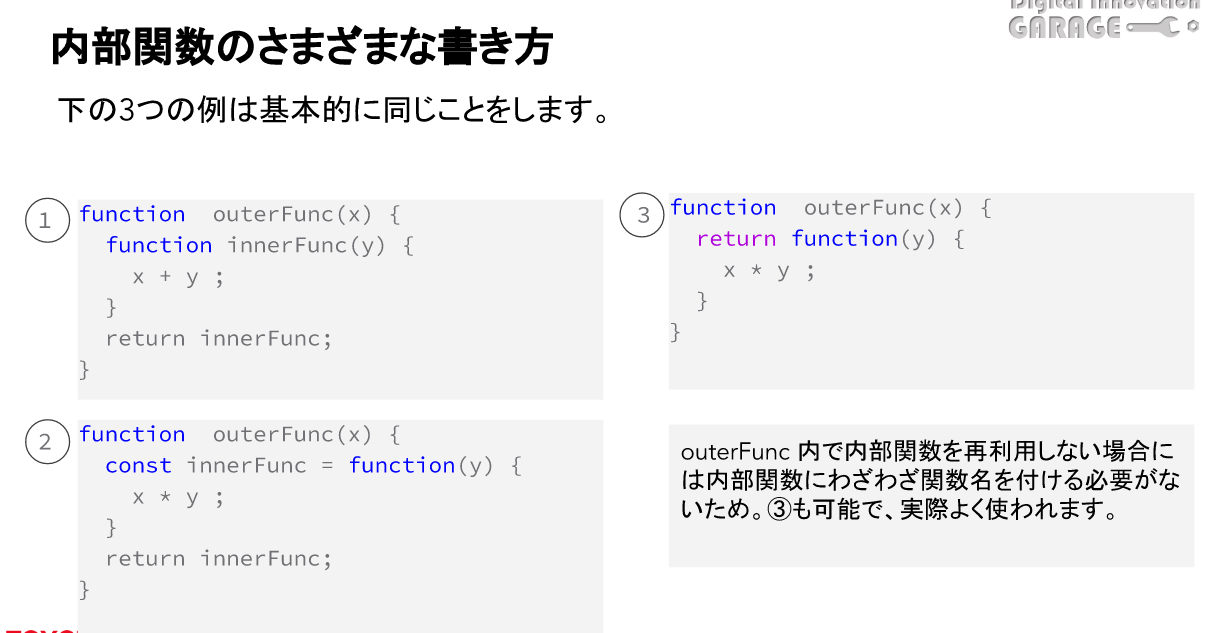 Digital Innovation
GARAGE
内部関数のさまざまな書き方
下の3つの例は基本的に同じことをします。
1
function  outerFunc(x) {
  function innerFunc(y) {
    x + y ;
  }
  return innerFunc;
}
2
function  outerFunc(x) {
  const innerFunc = function(y) {
    x * y ;
  }
  return innerFunc;
}
3
function  outerFunc(x) {
  return function(y) {
    x * y ;
  }
}
outerFunc 内で内部関数を再利用しない場合に
は内部関数にわざわざ関数名を付ける必要がな
いため。③も可能で、実際よく使われます。